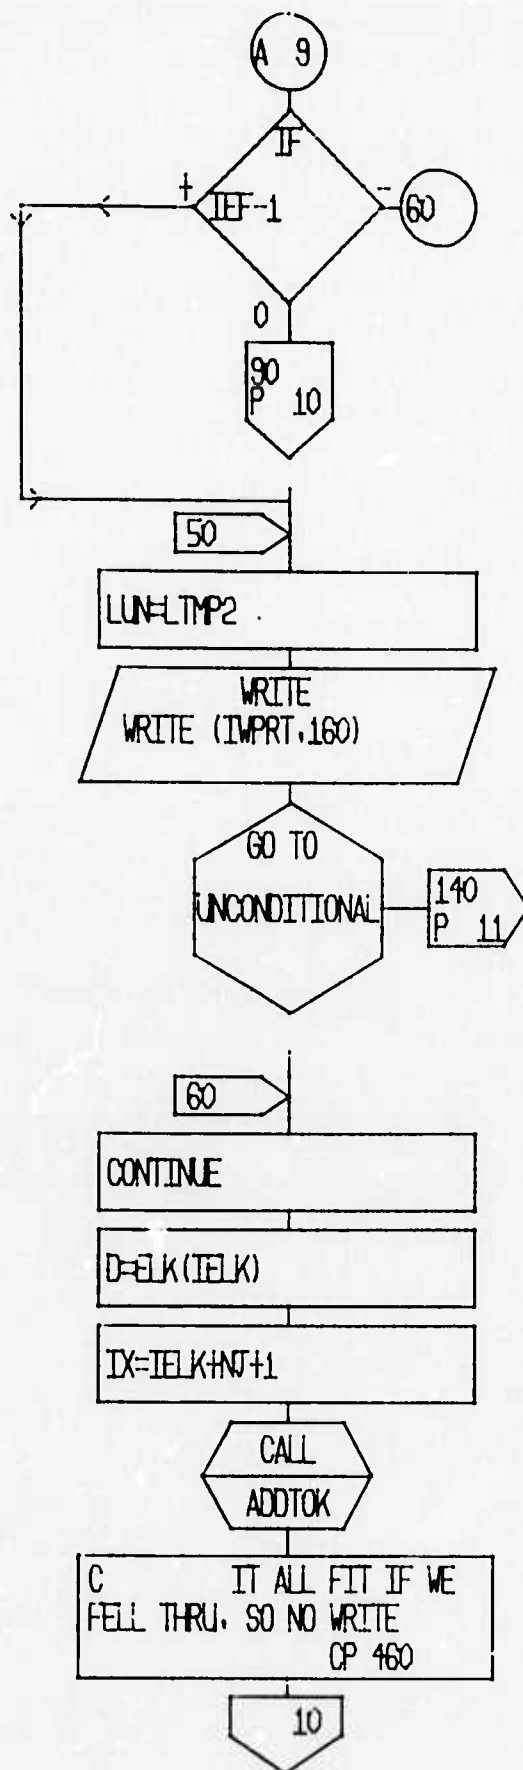 A 9
IF
+
IEF-1
-
60
0
90
P 10
50
LUN=LTMP2
WRITE
WRITE (IWPRT,160)
GO TO
UNCONDITIONAL
140
P 11
60
CONTINUE
D=ELK(IELK)
IX=IELK+NJ+1
CALL
ADDTOK
C IT ALL FIT IF WE
FELL THRU, SO NO WRITE
CP 460
10